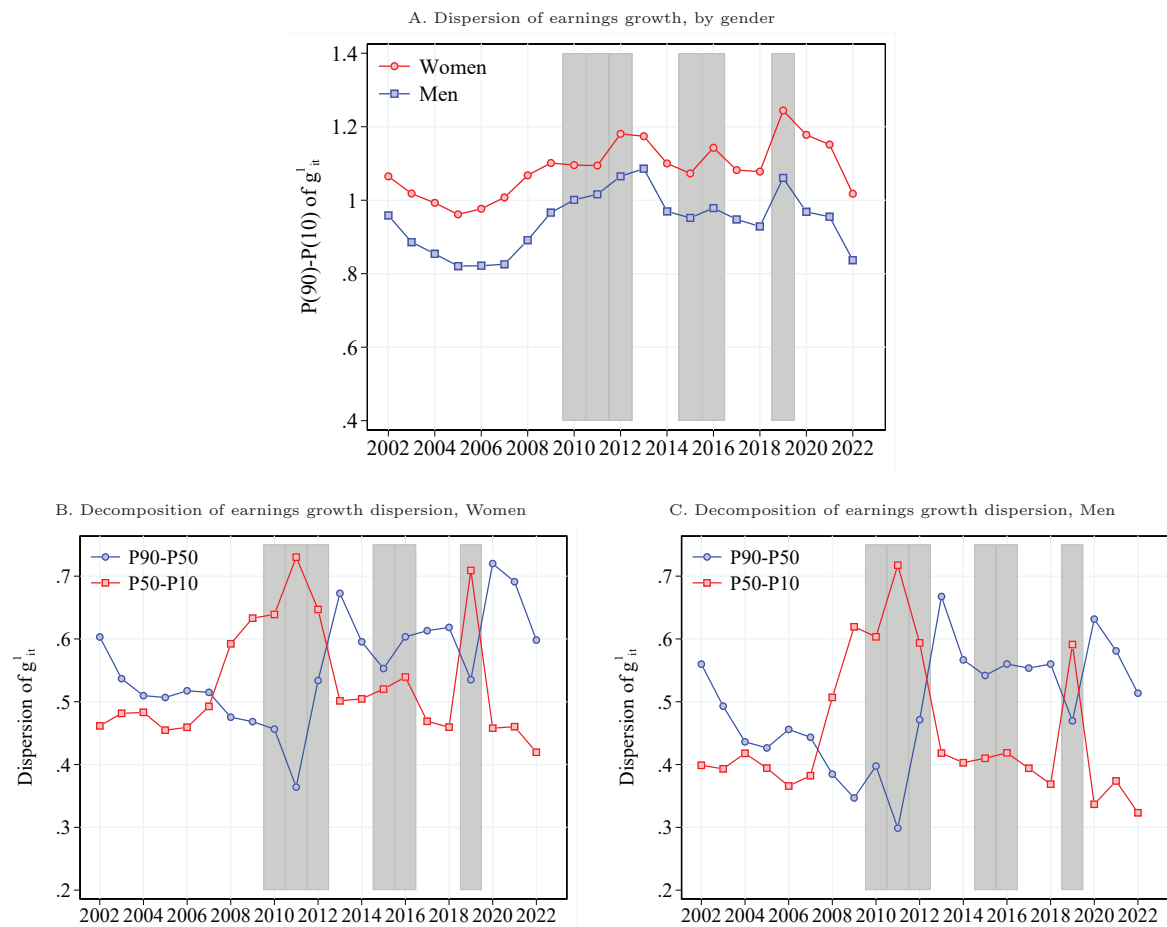 A. Dispersion of earnings growth, by gender
P(90)-P(10) of g¹it
1.4
1.2
1
.8
.6
.4
Women
Men
2002 2004 2006 2008 2010 2012 2014 2016 2018 2020 2022
B. Decomposition of earnings growth dispersion, Women
Dispersion of g¹it
.7
.6
.5
.4
.3
.2
P90-P50
P50-P10
2002 2004 2006 2008 2010 2012 2014 2016 2018 2020 2022
C. Decomposition of earnings growth dispersion, Men
Dispersion of g¹it
.7
.6
.5
.4
.3
.2
P90-P50
P50-P10
2002 2004 2006 2008 2010 2012 2014 2016 2018 2020 2022